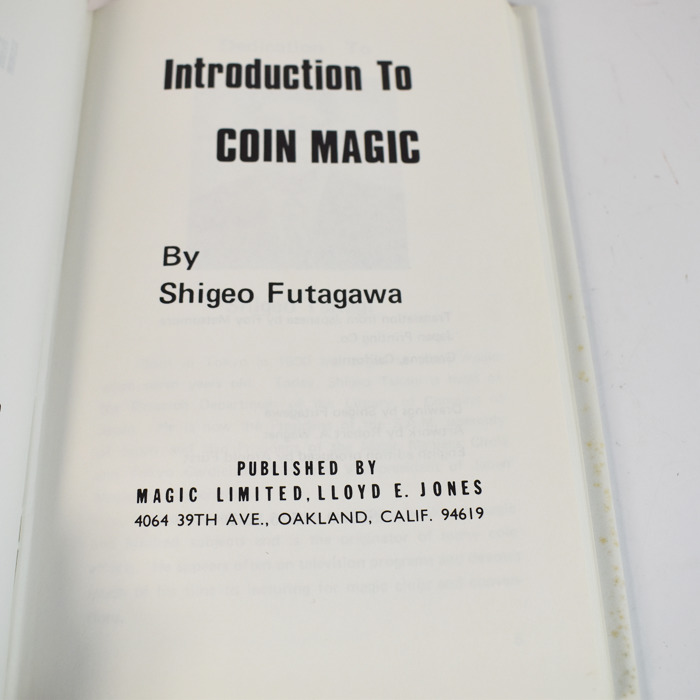 Introduction To
COIN MAGIC
By
Shigeo Futagawa
PUBLISHED BY
MAGIC LIMITED, LLOYD E. JONES
4064 39TH AVE., OAKLAND, CALIF. 94619